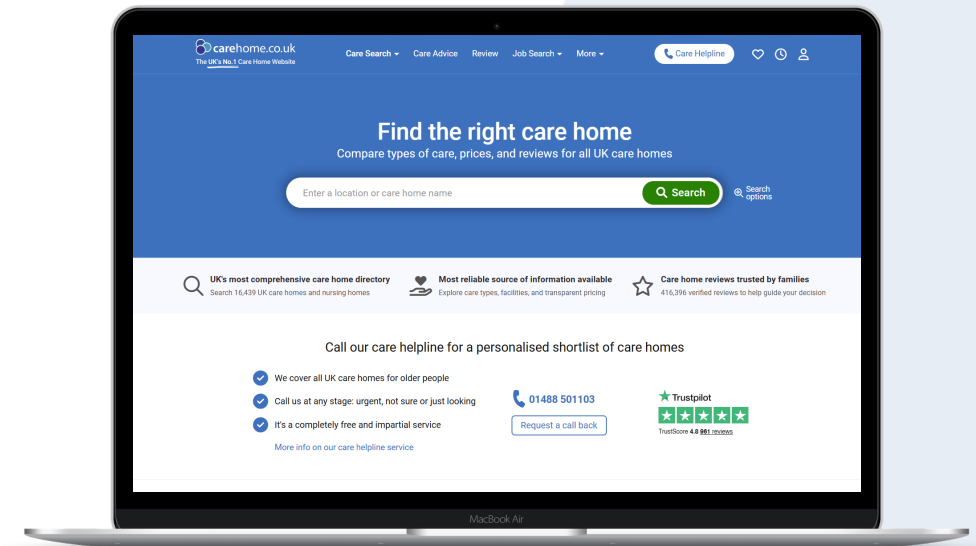 carehome.co.uk
The UK's No.1 Care Home Website
Care Search
Care Advice
Review
Job Search
More
Care Helpline
Find the right care home
Compare types of care, prices, and reviews for all UK care homes
Enter a location or care home name
Search
Search
options
UK's most comprehensive care home directory
Search 16,439 UK care homes and nursing homes
Most reliable source of information available
Explore care types, facilities, and transparent pricing
Care home reviews trusted by families
416,396 verified reviews to help guide your decision
Call our care helpline for a personalised shortlist of care homes
We cover all UK care homes for older people
Call us at any stage: urgent, not sure or just looking
It's a completely free and impartial service
More info on our care helpline service
01488 501103
Request a call back
Trustpilot
TrustScore 4.8 961 reviews
MacBook Air